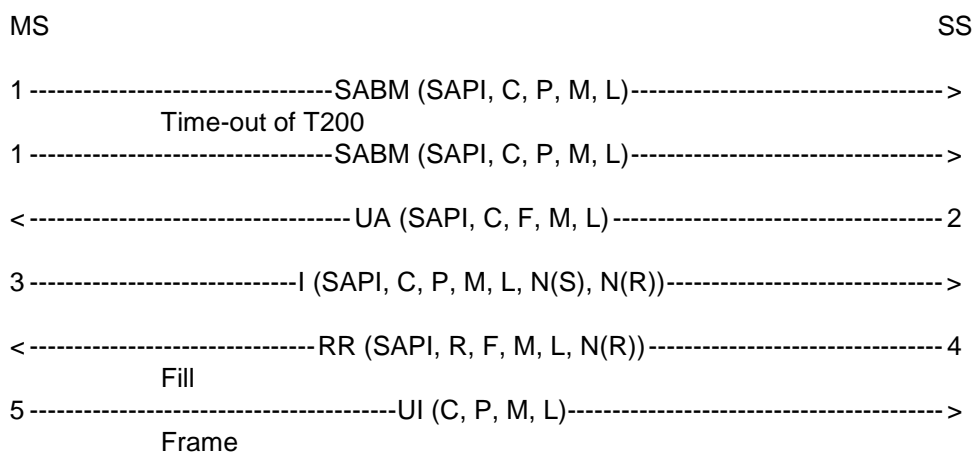 MS SS
1 ----------------------------------SABM (SAPI, C, P, M, L)----------------------------------->
Time-out of T200
1 ----------------------------------SABM (SAPI, C, P, M, L)----------------------------------->
< ------------------------------------ UA (SAPI, C, F, M, L) ------------------------------------- 2
3 ------------------------------I (SAPI, C, P, M, L, N(S), N(R))------------------------------->
< --------------------------------RR (SAPI, R, F, M, L, N(R)) --------------------------------- 4
Fill
5 -----------------------------------------UI (C, P, M, L)------------------------------------------>
Frame